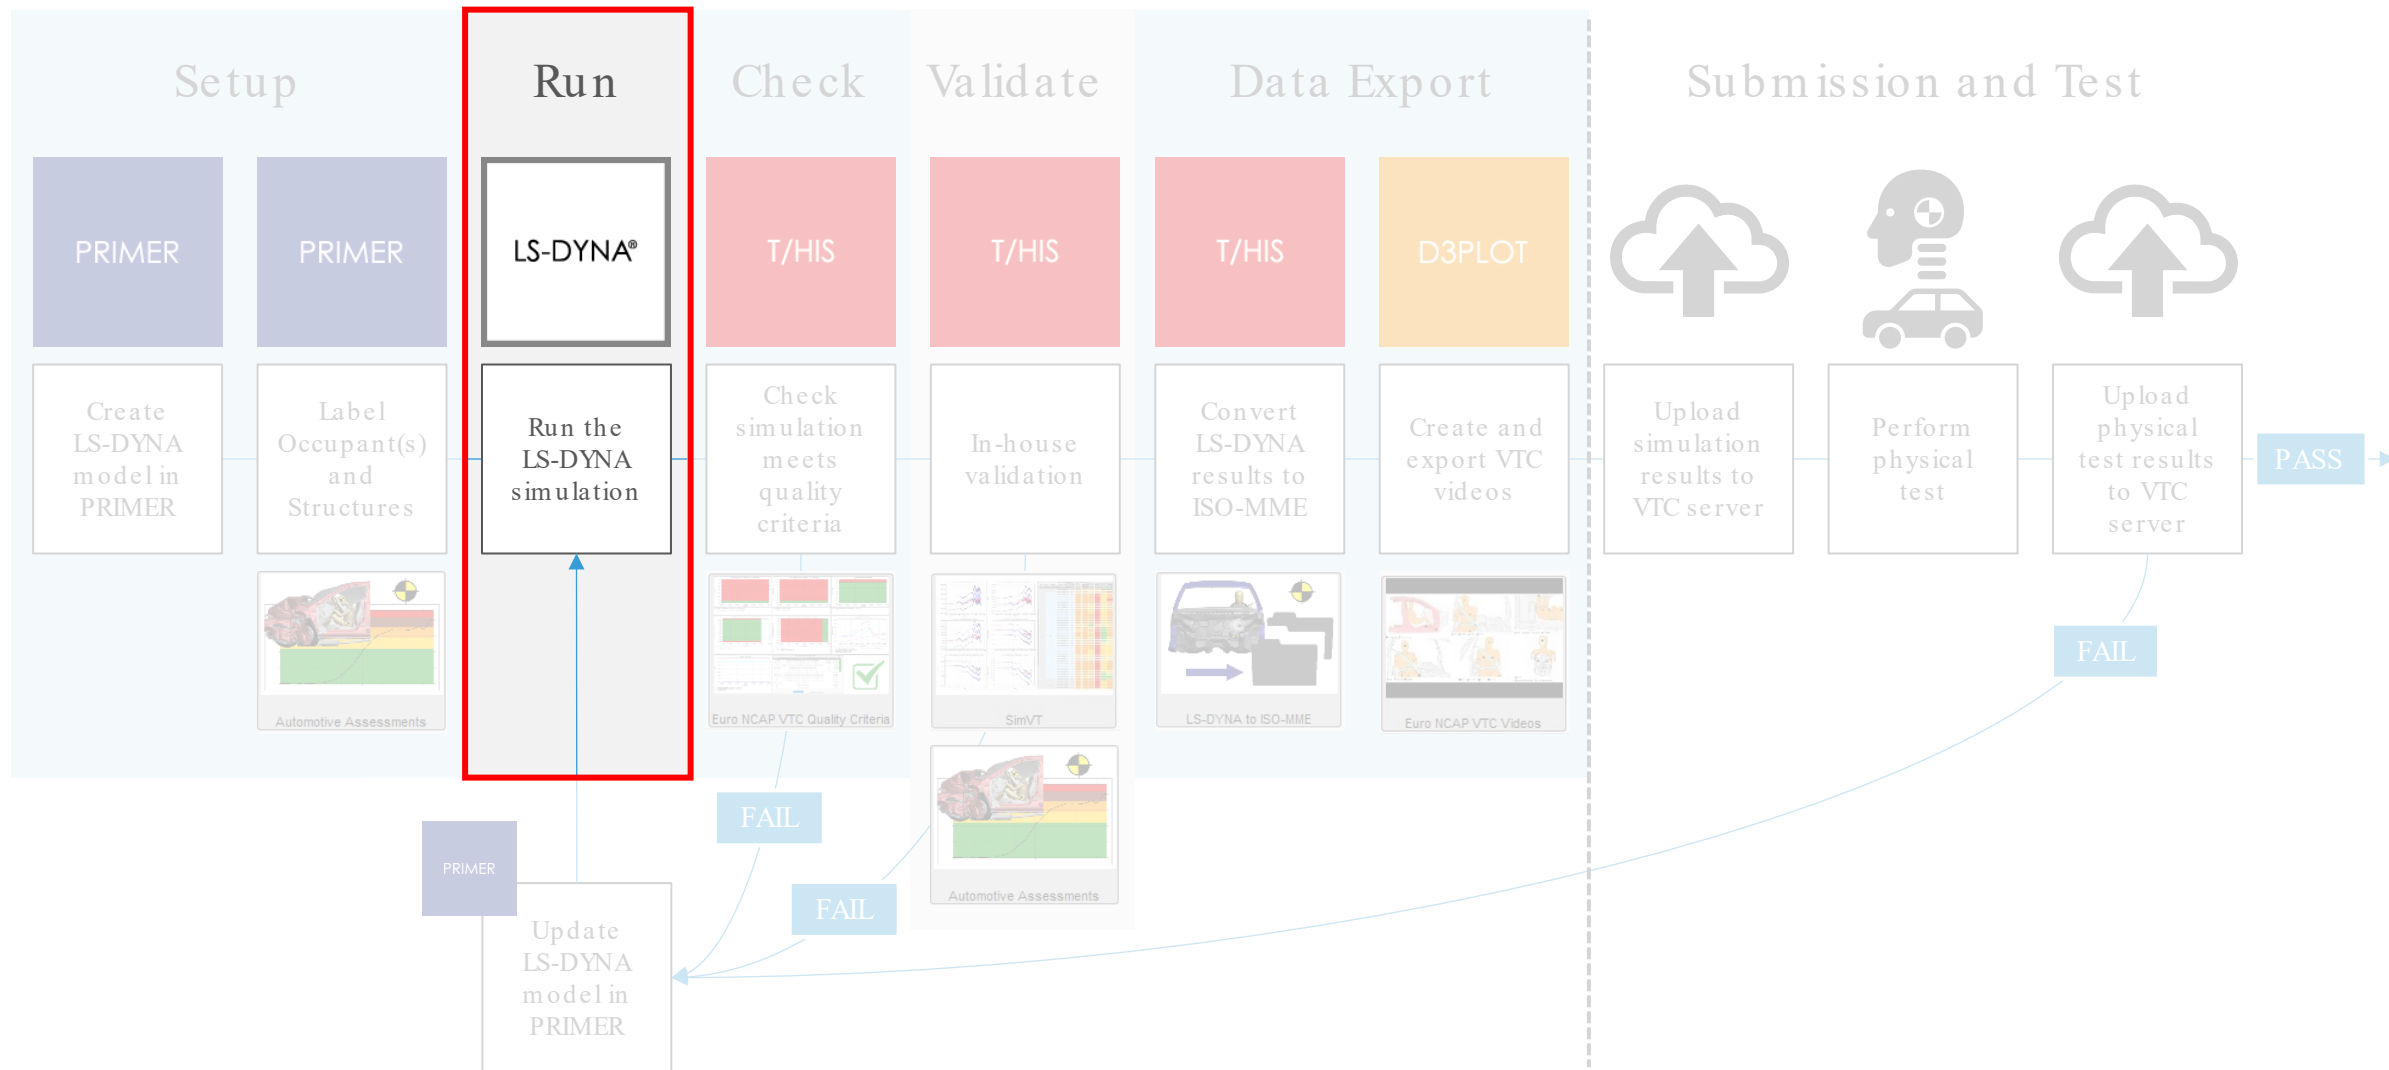 Setup
Run
Check
Validate
Data Export
Submission and Test
PRIMER
PRIMER
LS-DYNA®
T/HIS
T/HIS
T/HIS
D3PLOT
Create
LS-DYNA
model in
PRIMER
Label
Occupant(s)
and
Structures
Run the
LS-DYNA
simulation
Check
simulation
meets
quality
criteria
In-house
validation
Convert
LS-DYNA
results to
ISO-MME
Create and
export VTC
videos
Upload
simulation
results to
VTC server
Perform
physical
test
Upload
physical
test results
to VTC
server
PASS
Automotive Assessments
Euro NCAP VTC Quality Criteria
SimVT
LS-DYNA to ISO-MME
Euro NCAP VTC Videos
Automotive Assessments
FAIL
FAIL
FAIL
PRIMER
Update
LS-DYNA
model in
PRIMER